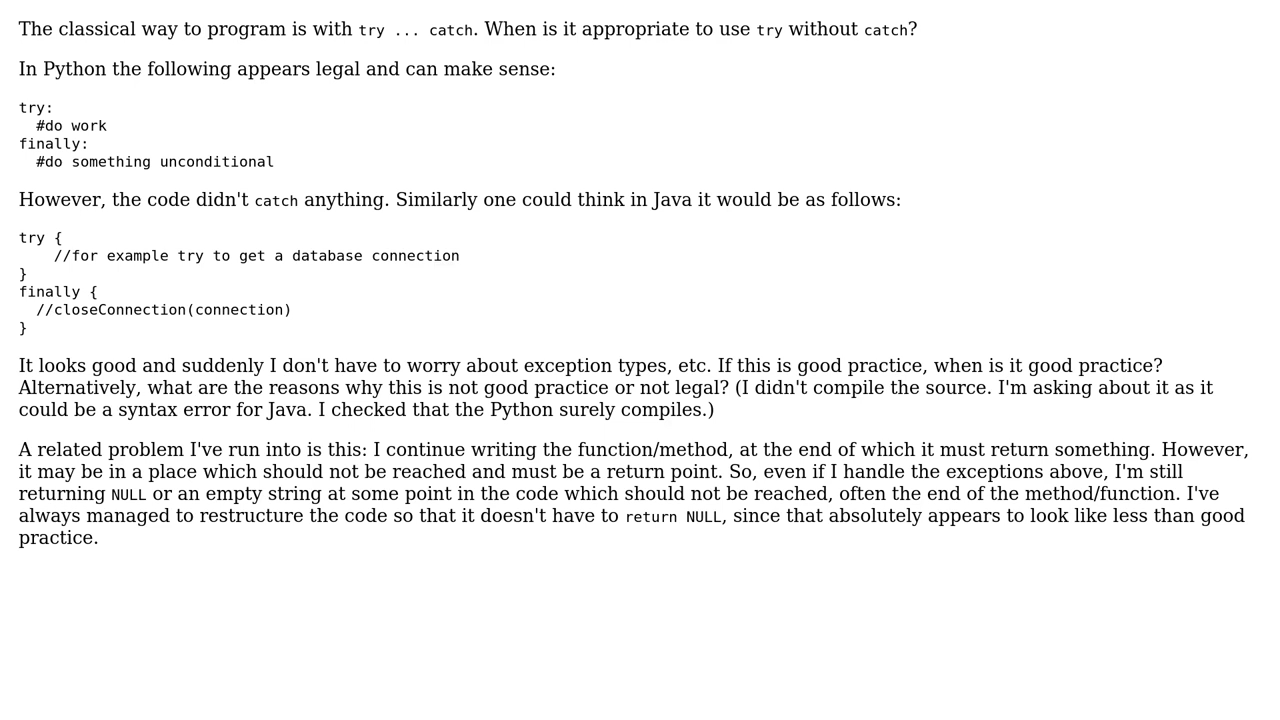 The classical way to program is with try ... catch. When is it appropriate to use try without catch?
In Python the following appears legal and can make sense:
try:
  #do work
finally:
  #do something unconditional
However, the code didn't catch anything. Similarly one could think in Java it would be as follows:
try {
    //for example try to get a database connection
}
finally {
  //closeConnection(connection)
}
It looks good and suddenly I don't have to worry about exception types, etc. If this is good practice, when is it good practice?
Alternatively, what are the reasons why this is not good practice or not legal? (I didn't compile the source. I'm asking about it as it
could be a syntax error for Java. I checked that the Python surely compiles.)
A related problem I've run into is this: I continue writing the function/method, at the end of which it must return something. However,
it may be in a place which should not be reached and must be a return point. So, even if I handle the exceptions above, I'm still
returning NULL or an empty string at some point in the code which should not be reached, often the end of the method/function. I've
always managed to restructure the code so that it doesn't have to return NULL, since that absolutely appears to look like less than good
practice.